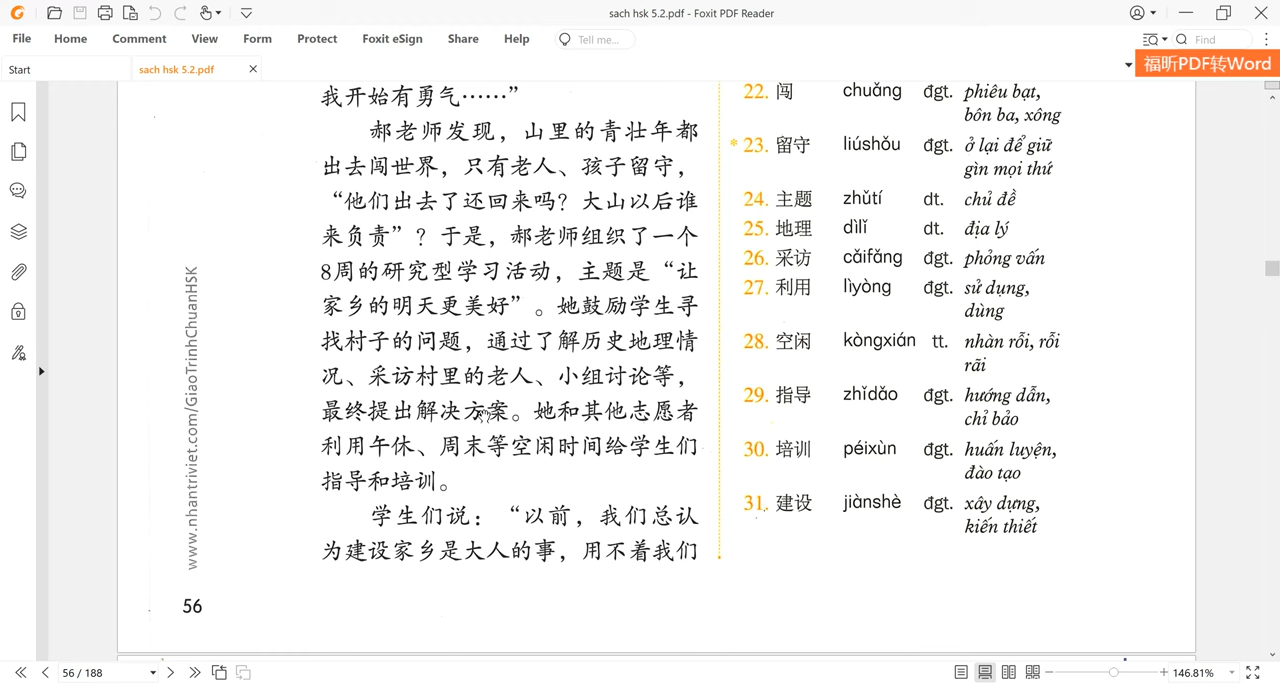 sach hsk 5.2.pdf - Foxit PDF Reader
File Home Comment View Form Protect Foxit eSign Share Help Tell me... Find
Start sach hsk 5.2.pdf 福昕PDF转Word
我开始有勇气……”
郝老师发现，山里的青壮年都
出去闯世界，只有老人、孩子留守，
“他们出去了还回来吗？大山以后谁
来负责”？于是，郝老师组织了一个
8周的研究型学习活动，主题是“让
家乡的明天更美好”。她鼓励学生寻
找村子的问题，通过了解历史地理情
况、采访村里的老人、小组讨论等，
最终提出解决方案。她和其他志愿者
利用午休、周末等空闲时间给学生们
指导和培训。
学生们说：“以前，我们总认
为建设家乡是大人的事，用不着我们
22. 闯 chuǎng đgt. phiêu bạt,
bôn ba, xông
* 23. 留守 liúshǒu đgt. ở lại để giữ
gìn mọi thứ
24. 主题 zhǔtí dt. chủ đề
25. 地理 dìlǐ dt. địa lý
26. 采访 cǎifǎng đgt. phỏng vấn
27. 利用 lìyòng đgt. sử dụng,
dùng
28. 空闲 kòngxián tt. nhàn rỗi, rỗi
rãi
29. 指导 zhǐdǎo đgt. hướng dẫn,
chỉ bảo
30. 培训 péixùn đgt. huấn luyện,
đào tạo
31. 建设 jiànshè đgt. xây dựng,
kiến thiết
www.nhantriviet.com/GiaoTrinhChuanHSK
56
56 / 188 146.81%